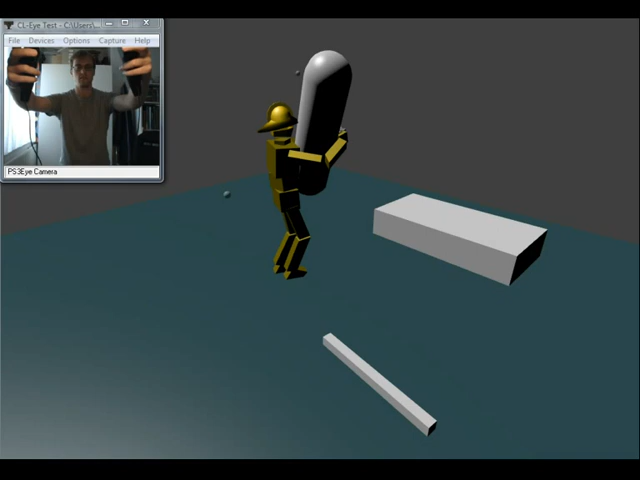 CL-Eye Test - C:\Users\
File Devices Options Capture Help
PS3Eye Camera